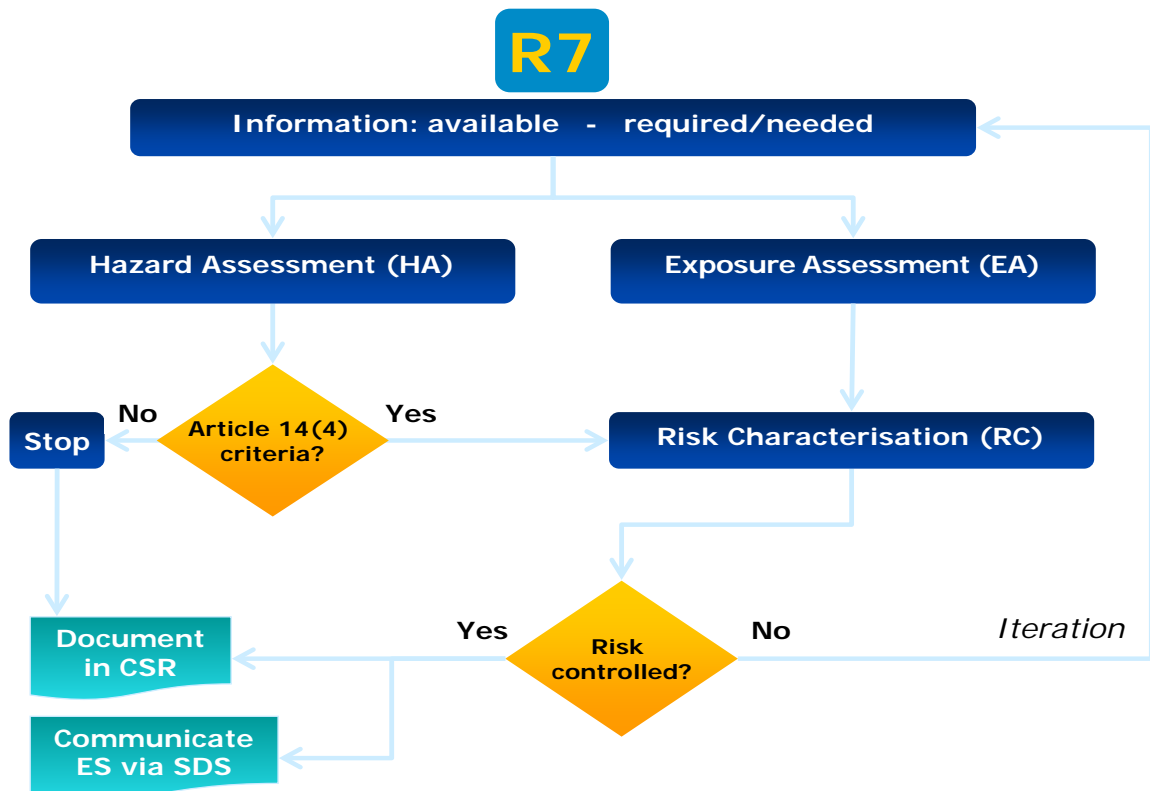 R7
Information: available - required/needed
Hazard Assessment (HA)
Exposure Assessment (EA)
No
Yes
Stop
Article 14(4)
criteria?
Risk Characterisation (RC)
Document
in CSR
Yes
Risk
controlled?
No
Iteration
Communicate
ES via SDS